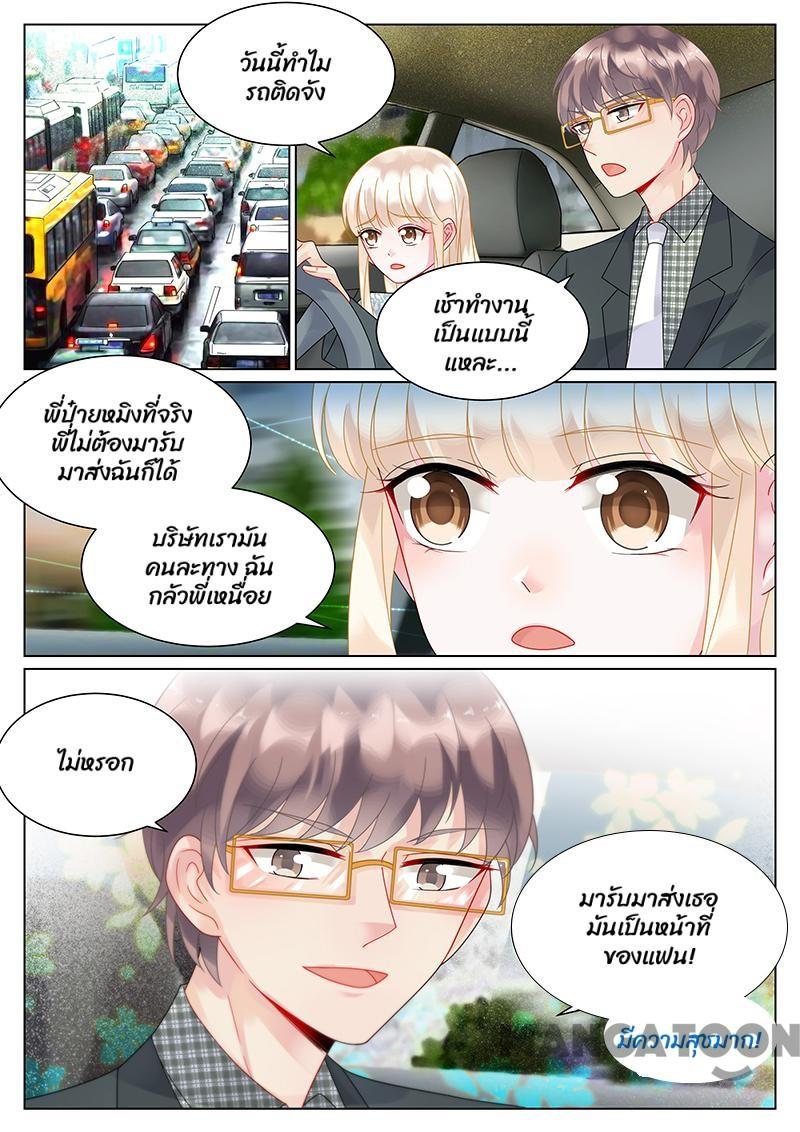 วันนี้ทำไม
รถติดจัง
เช้าทำงาน
เป็นแบบนี้
แหละ...
พี่ป๋ายหมิงที่จริง
พี่ไม่ต้องมารับ
มาส่งฉันก็ได้
บริษัทเรามัน
คนละทาง ฉัน
กลัวพี่เหนื่อย
ไม่หรอก
มารับมาส่งเธอ
มันเป็นหน้าที่
ของแฟน!
มีความสุขมาก!
MANGATOON